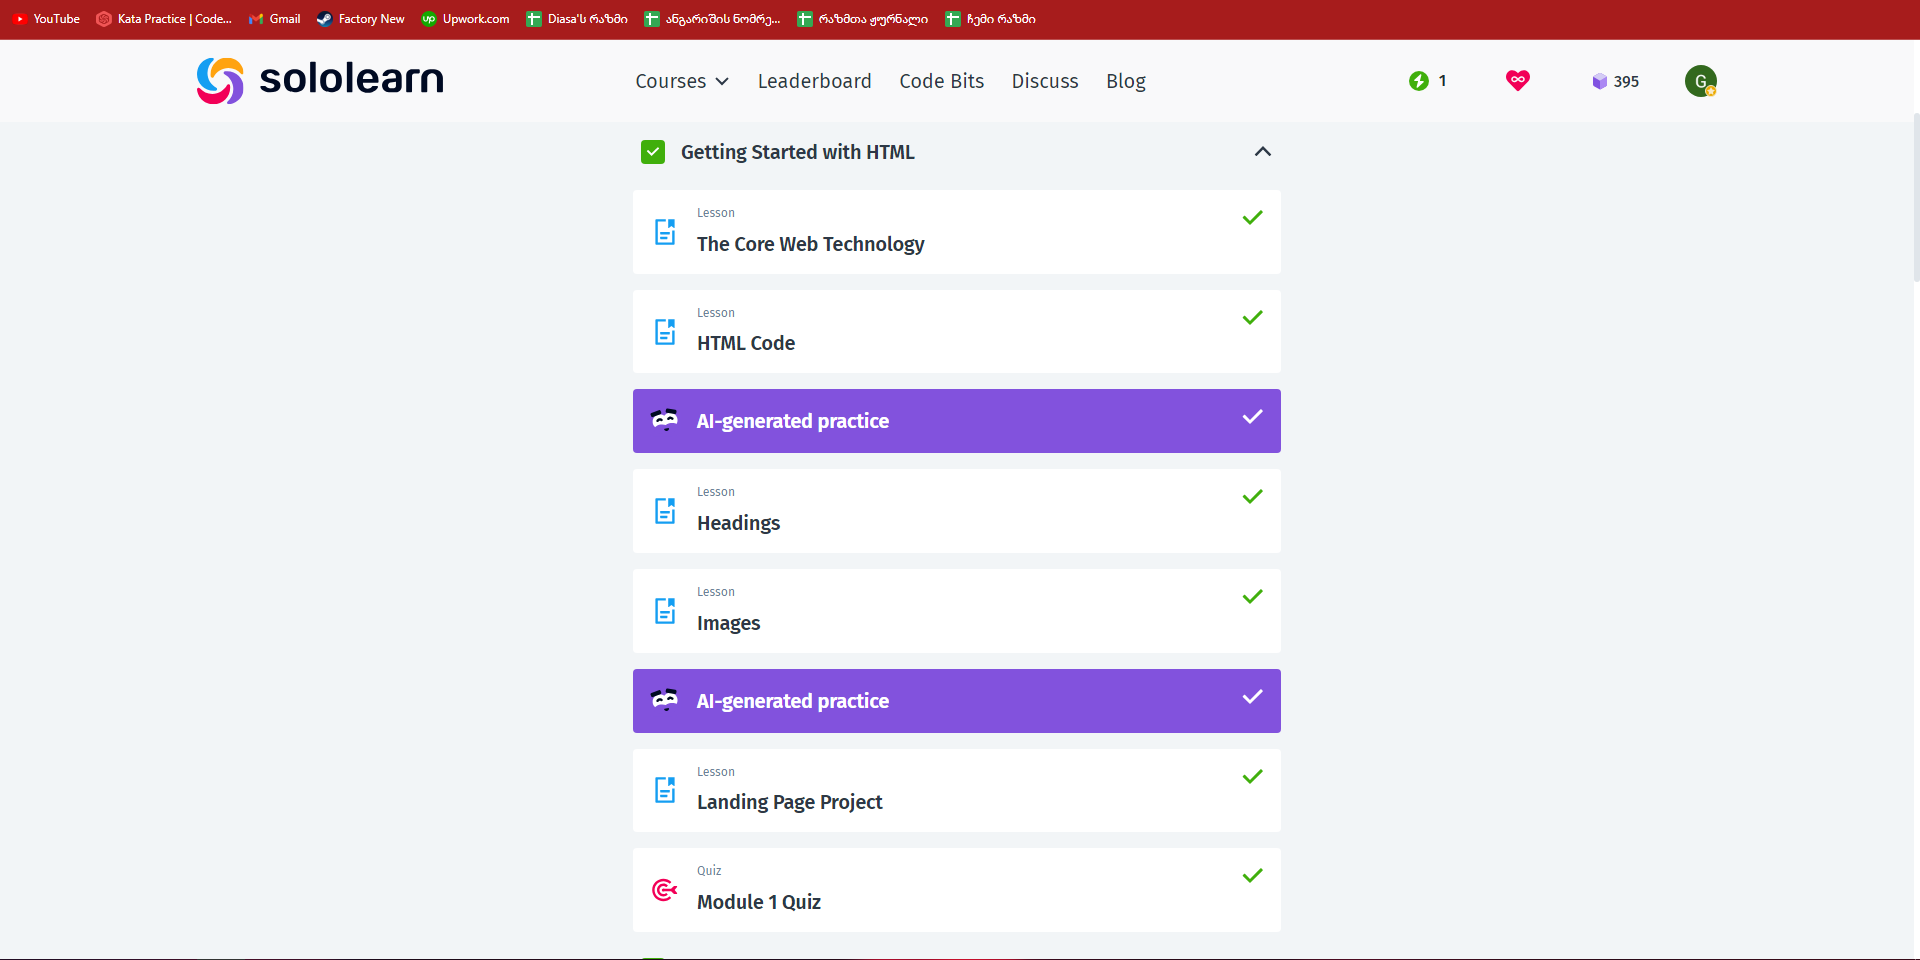 YouTube
Kata Practice | Code...
Gmail
Factory New
Upwork.com
Diasa's რაზმი
ანგარიშის ნომრე...
რაზმთა ჟურნალი
ჩემი რაზმი
sololearn
Courses
Leaderboard
Code Bits
Discuss
Blog
1
395
G
Getting Started with HTML
Lesson
The Core Web Technology
Lesson
HTML Code
AI-generated practice
Lesson
Headings
Lesson
Images
AI-generated practice
Lesson
Landing Page Project
Quiz
Module 1 Quiz